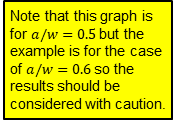 Note that this graph is
for a/w = 0.5 but the
example is for the case
of a/w = 0.6 so the
results should be
considered with caution.